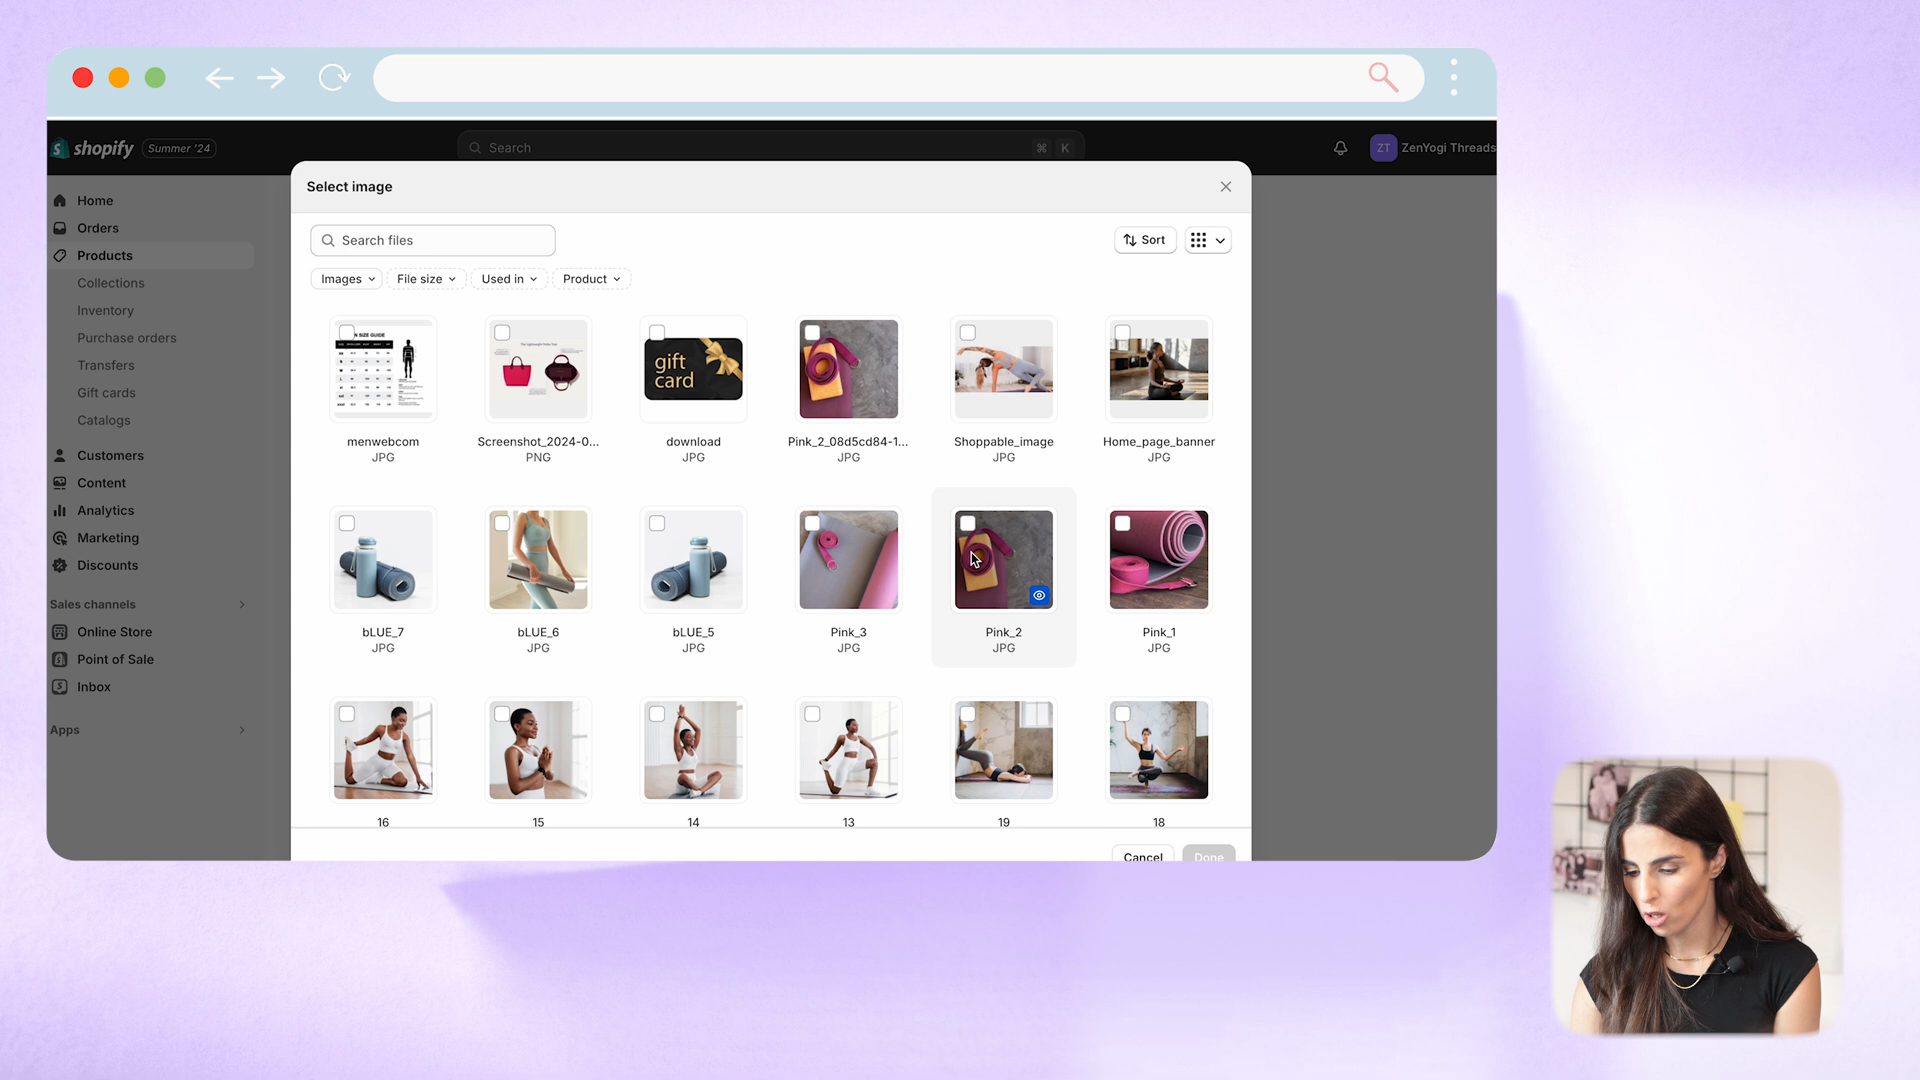 shopify Summer '24
Search ⌘ K
ZT ZenYogi Threads
Home
Orders
Products
Collections
Inventory
Purchase orders
Transfers
Gift cards
Catalogs
Customers
Content
Analytics
Marketing
Discounts
Sales channels
Online Store
Point of Sale
Inbox
Apps
Select image
Search files
Sort
Images
File size
Used in
Product
SIZE GUIDE
gift
card
menwebcom
JPG
Screenshot_2024-0...
PNG
download
JPG
Pink_2_08d5cd84-1...
JPG
Shoppable_image
JPG
Home_page_banner
JPG
bLUE_7
JPG
bLUE_6
JPG
bLUE_5
JPG
Pink_3
JPG
Pink_2
JPG
Pink_1
JPG
16
15
14
13
19
18
Cancel
Done